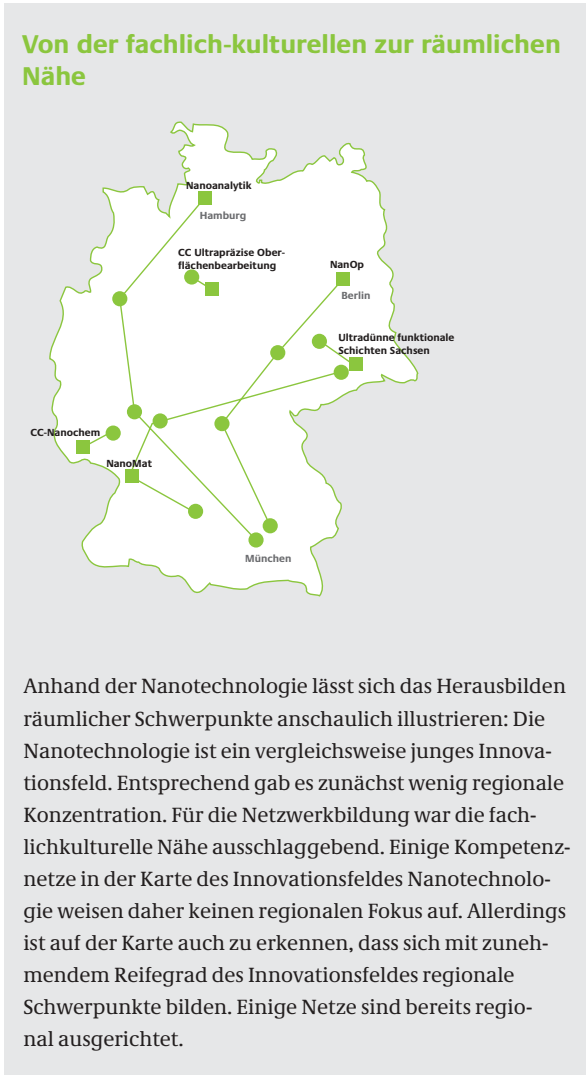 Von der fachlich-kulturellen zur räumlichen
Nähe
Nanoanalytik
Hamburg
CC Ultrapräzise Ober-
flächenbearbeitung
NanOp
Berlin
Ultradünne funktionale
Schichten Sachsen
CC-Nanochem
NanoMat
München
Anhand der Nanotechnologie lässt sich das Herausbilden
räumlicher Schwerpunkte anschaulich illustrieren: Die
Nanotechnologie ist ein vergleichsweise junges Innova-
tionsfeld. Entsprechend gab es zunächst wenig regionale
Konzentration. Für die Netzwerkbildung war die fach-
lichkulturelle Nähe ausschlaggebend. Einige Kompetenz-
netze in der Karte des Innovationsfeldes Nanotechnolo-
gie weisen daher keinen regionalen Fokus auf. Allerdings
ist auf der Karte auch zu erkennen, dass sich mit zuneh-
mendem Reifegrad des Innovationsfeldes regionale
Schwerpunkte bilden. Einige Netze sind bereits regio-
nal ausgerichtet.